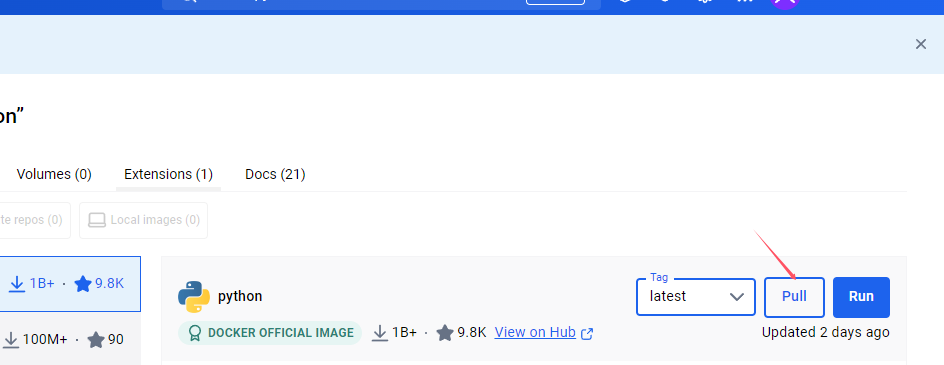 on”
Volumes (0) Extensions (1) Docs (21)
te repos (0) Local images (0)
1B+ · 9.8K
100M+ · 90
python
Tag
latest
Pull
Run
DOCKER OFFICIAL IMAGE 1B+ · 9.8K View on Hub
Updated 2 days ago